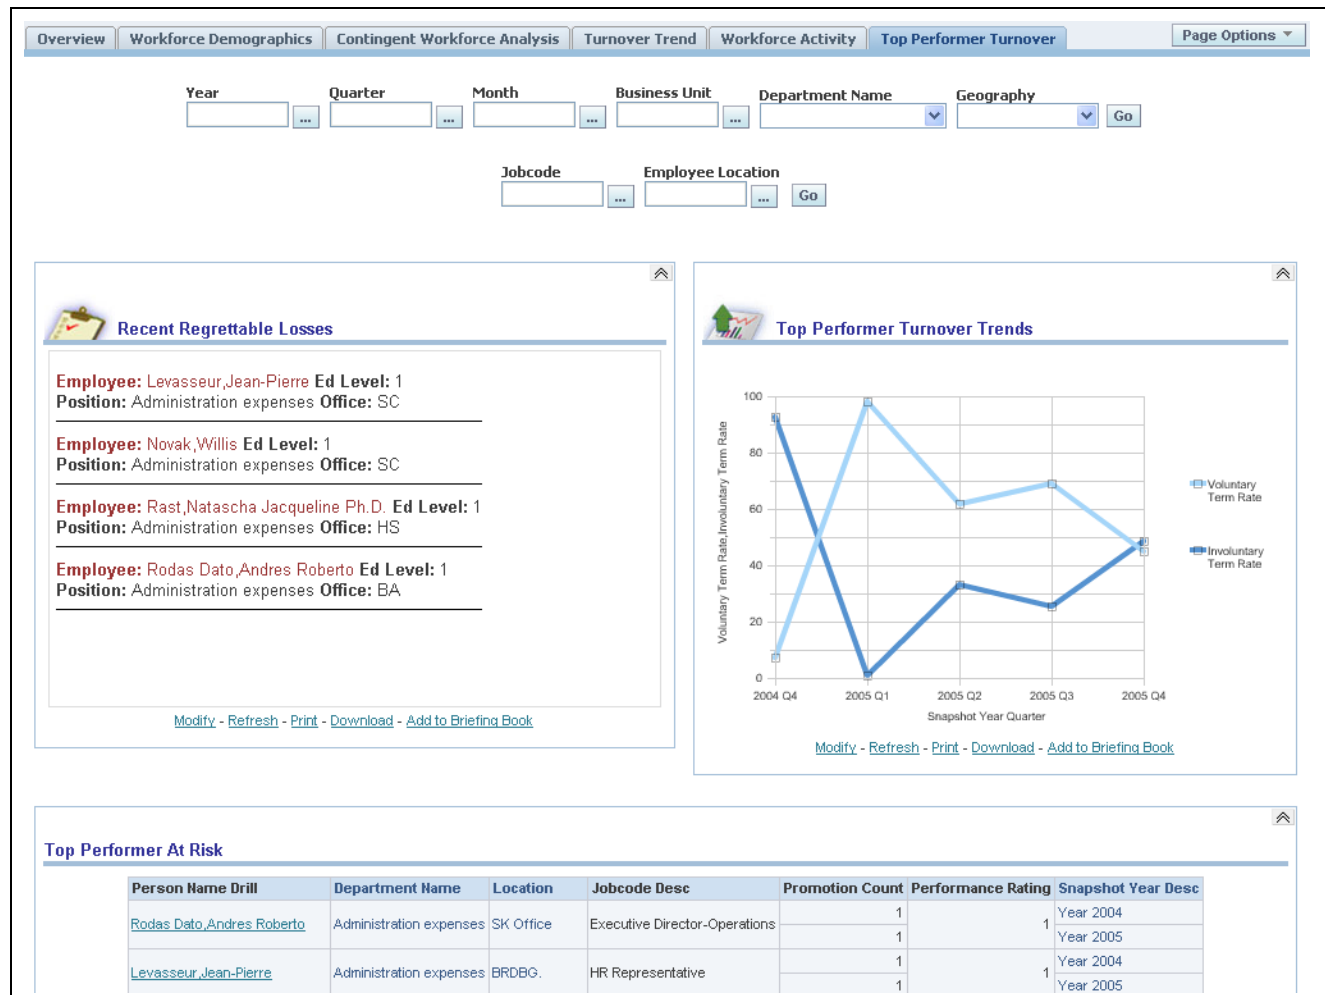 Overview Workforce Demographics Contingent Workforce Analysis Turnover Trend Workforce Activity Top Performer Turnover Page Options
Year Quarter Month Business Unit Department Name Geography
... ... ... ... Go
Jobcode Employee Location
... ... Go
Recent Regrettable Losses
Employee: Levasseur,Jean-Pierre Ed Level: 1
Position: Administration expenses Office: SC
Employee: Novak,Willis Ed Level: 1
Position: Administration expenses Office: SC
Employee: Rast,Natascha Jacqueline Ph.D. Ed Level: 1
Position: Administration expenses Office: HS
Employee: Rodas Dato,Andres Roberto Ed Level: 1
Position: Administration expenses Office: BA
Modify - Refresh - Print - Download - Add to Briefing Book
Top Performer Turnover Trends
Voluntary Term Rate,Involuntary Term Rate
100
80
60
40
20
0
2004 Q4 2005 Q1 2005 Q2 2005 Q3 2005 Q4
Snapshot Year Quarter
Voluntary
Term Rate
Involuntary
Term Rate
Modify - Refresh - Print - Download - Add to Briefing Book
Top Performer At Risk
Person Name Drill Department Name Location Jobcode Desc Promotion Count Performance Rating Snapshot Year Desc
Rodas Dato,Andres Roberto Administration expenses SK Office Executive Director-Operations 1 1 Year 2004
1 Year 2005
Levasseur,Jean-Pierre Administration expenses BRDBG. HR Representative 1 1 Year 2004
1 Year 2005